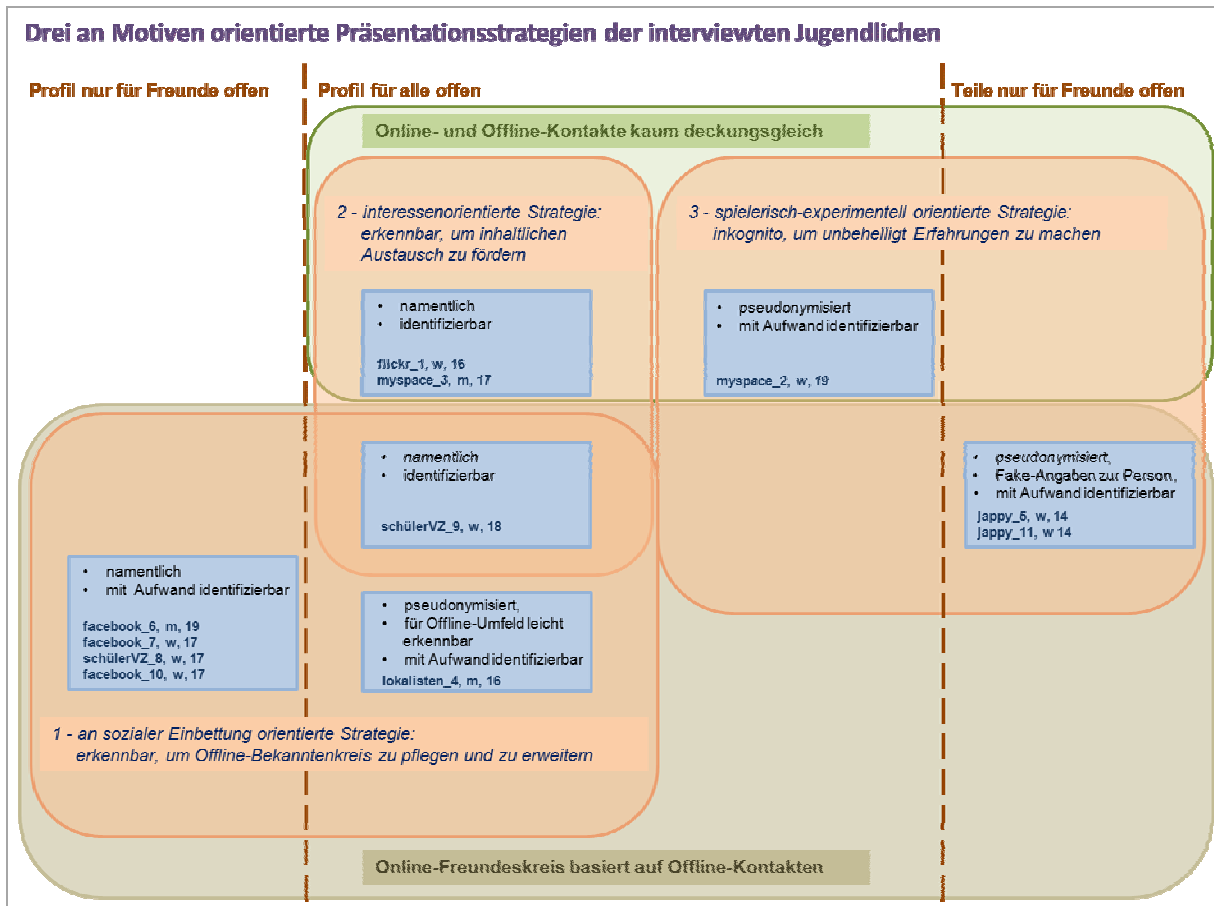 Drei an Motiven orientierte Präsentationsstrategien der interviewten Jugendlichen
Profil nur für Freunde offen
Profil für alle offen
Teile nur für Freunde offen
Online- und Offline-Kontakte kaum deckungsgleich
2 - interessenorientierte Strategie:
erkennbar, um inhaltlichen
Austausch zu fördern
3 - spielerisch-experimentell orientierte Strategie:
inkognito, um unbehelligt Erfahrungen zu machen
• namentlich
• identifizierbar
flickr_1, w, 16
myspace_3, m, 17
• pseudonymisiert
• mit Aufwand identifizierbar
myspace_2, w, 19
• namentlich
• identifizierbar
schülerVZ_9, w, 18
• pseudonymisiert,
• Fake-Angaben zur Person,
• mit Aufwand identifizierbar
jappy_5, w, 14
jappy_11, w 14
• namentlich
• mit Aufwand identifizierbar
facebook_6, m, 19
facebook_7, w, 17
schülerVZ_8, w, 17
facebook_10, w, 17
• pseudonymisiert,
• für Offline-Umfeld leicht
erkennbar
• mit Aufwand identifizierbar
lokalisten_4, m, 16
1 - an sozialer Einbettung orientierte Strategie:
erkennbar, um Offline-Bekanntenkreis zu pflegen und zu erweitern
Online-Freundeskreis basiert auf Offline-Kontakten